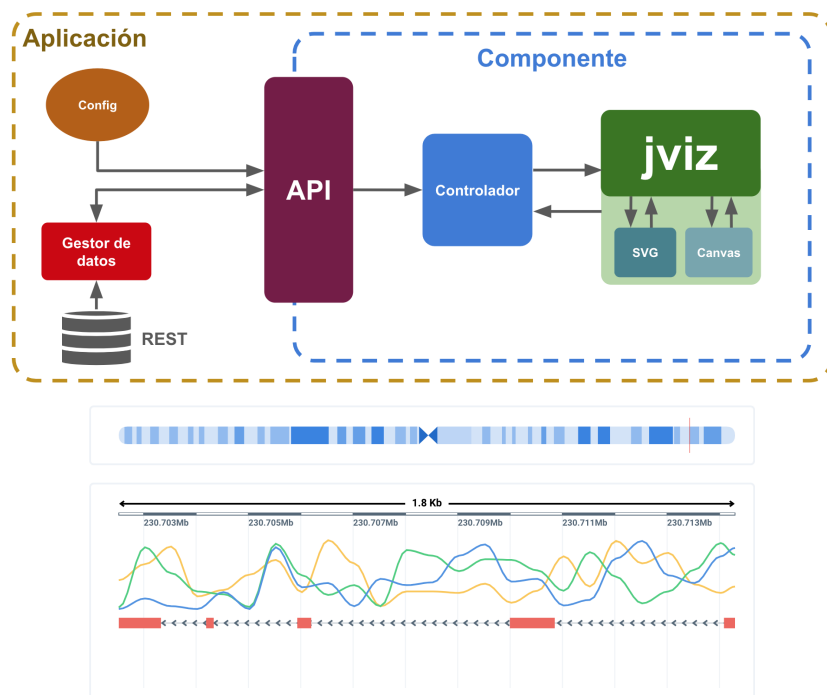 Aplicación
Componente
Config
API
Controlador
jviz
Gestor de
datos
SVG
Canvas
REST
1.8 Kb
230.703Mb
230.705Mb
230.707Mb
230.709Mb
230.711Mb
230.713Mb